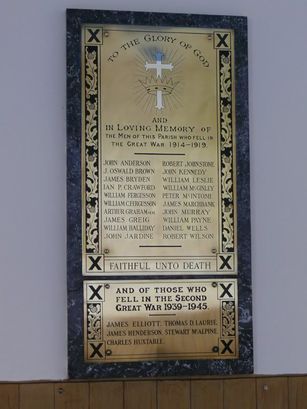 TO THE GLORY OF GOD
AND
IN LOVING MEMORY OF
THE MEN OF THIS PARISH WHO FELL IN
THE GREAT WAR 1914-1919.
JOHN ANDERSON
J. OSWALD BROWN
JAMES BRYDEN
IAN P. CRAWFORD
WILLIAM FERGUSSON
WILLIAM C. FERGUSSON
ARTHUR GRAHAM
JAMES GREIG
WILLIAM HALLIDAY
JOHN JARDINE
ROBERT JOHNSTONE
JOHN KENNEDY
WILLIAM LESLIE
WILLIAM McGINLEY
PETER McINTOSH
JAMES MARCHBANK
JOHN MURRAY
WILLIAM PAYNE
DANIEL WELLS
ROBERT WILSON
FAITHFUL UNTO DEATH
AND OF THOSE WHO
FELL IN THE SECOND
GREAT WAR 1939-1945.
JAMES ELLIOTT. THOMAS D. LAURIE.
JAMES HENDERSON. STEWART McALPINE.
CHARLES HUXTABLE.